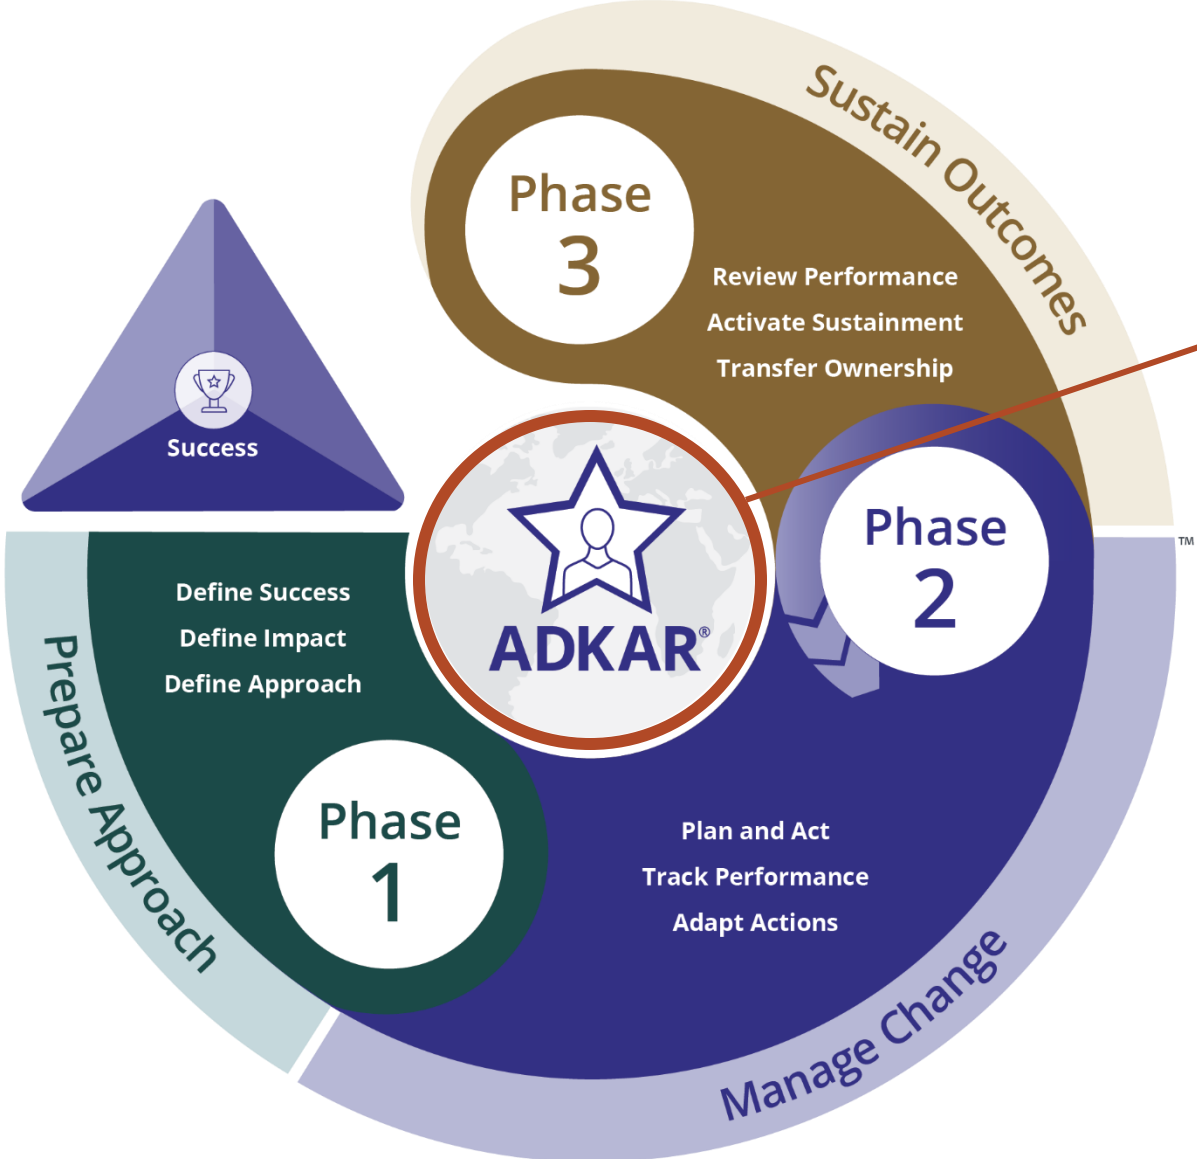 Success
Prepare Approach
Define Success
Define Impact
Define Approach
Phase
1
Manage Change
Phase
2
Plan and Act
Track Performance
Adapt Actions
Sustain Outcomes
Phase
3
Review Performance
Activate Sustainment
Transfer Ownership
ADKAR®
™